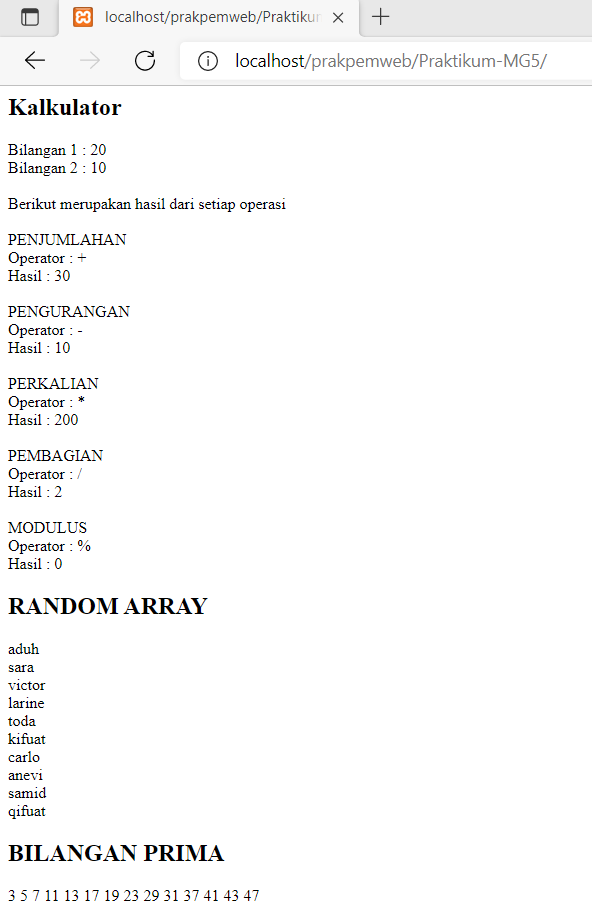 localhost/prakpemweb/Praktikur
localhost/prakpemweb/Praktikum-MG5/
Kalkulator
Bilangan 1 : 20
Bilangan 2 : 10
Berikut merupakan hasil dari setiap operasi
PENJUMLAHAN
Operator : +
Hasil : 30
PENGURANGAN
Operator : -
Hasil : 10
PERKALIAN
Operator : *
Hasil : 200
PEMBAGIAN
Operator : /
Hasil : 2
MODULUS
Operator : %
Hasil : 0
RANDOM ARRAY
aduh
sara
victor
larine
toda
kifuat
carlo
anevi
samid
qifuat
BILANGAN PRIMA
3 5 7 11 13 17 19 23 29 31 37 41 43 47